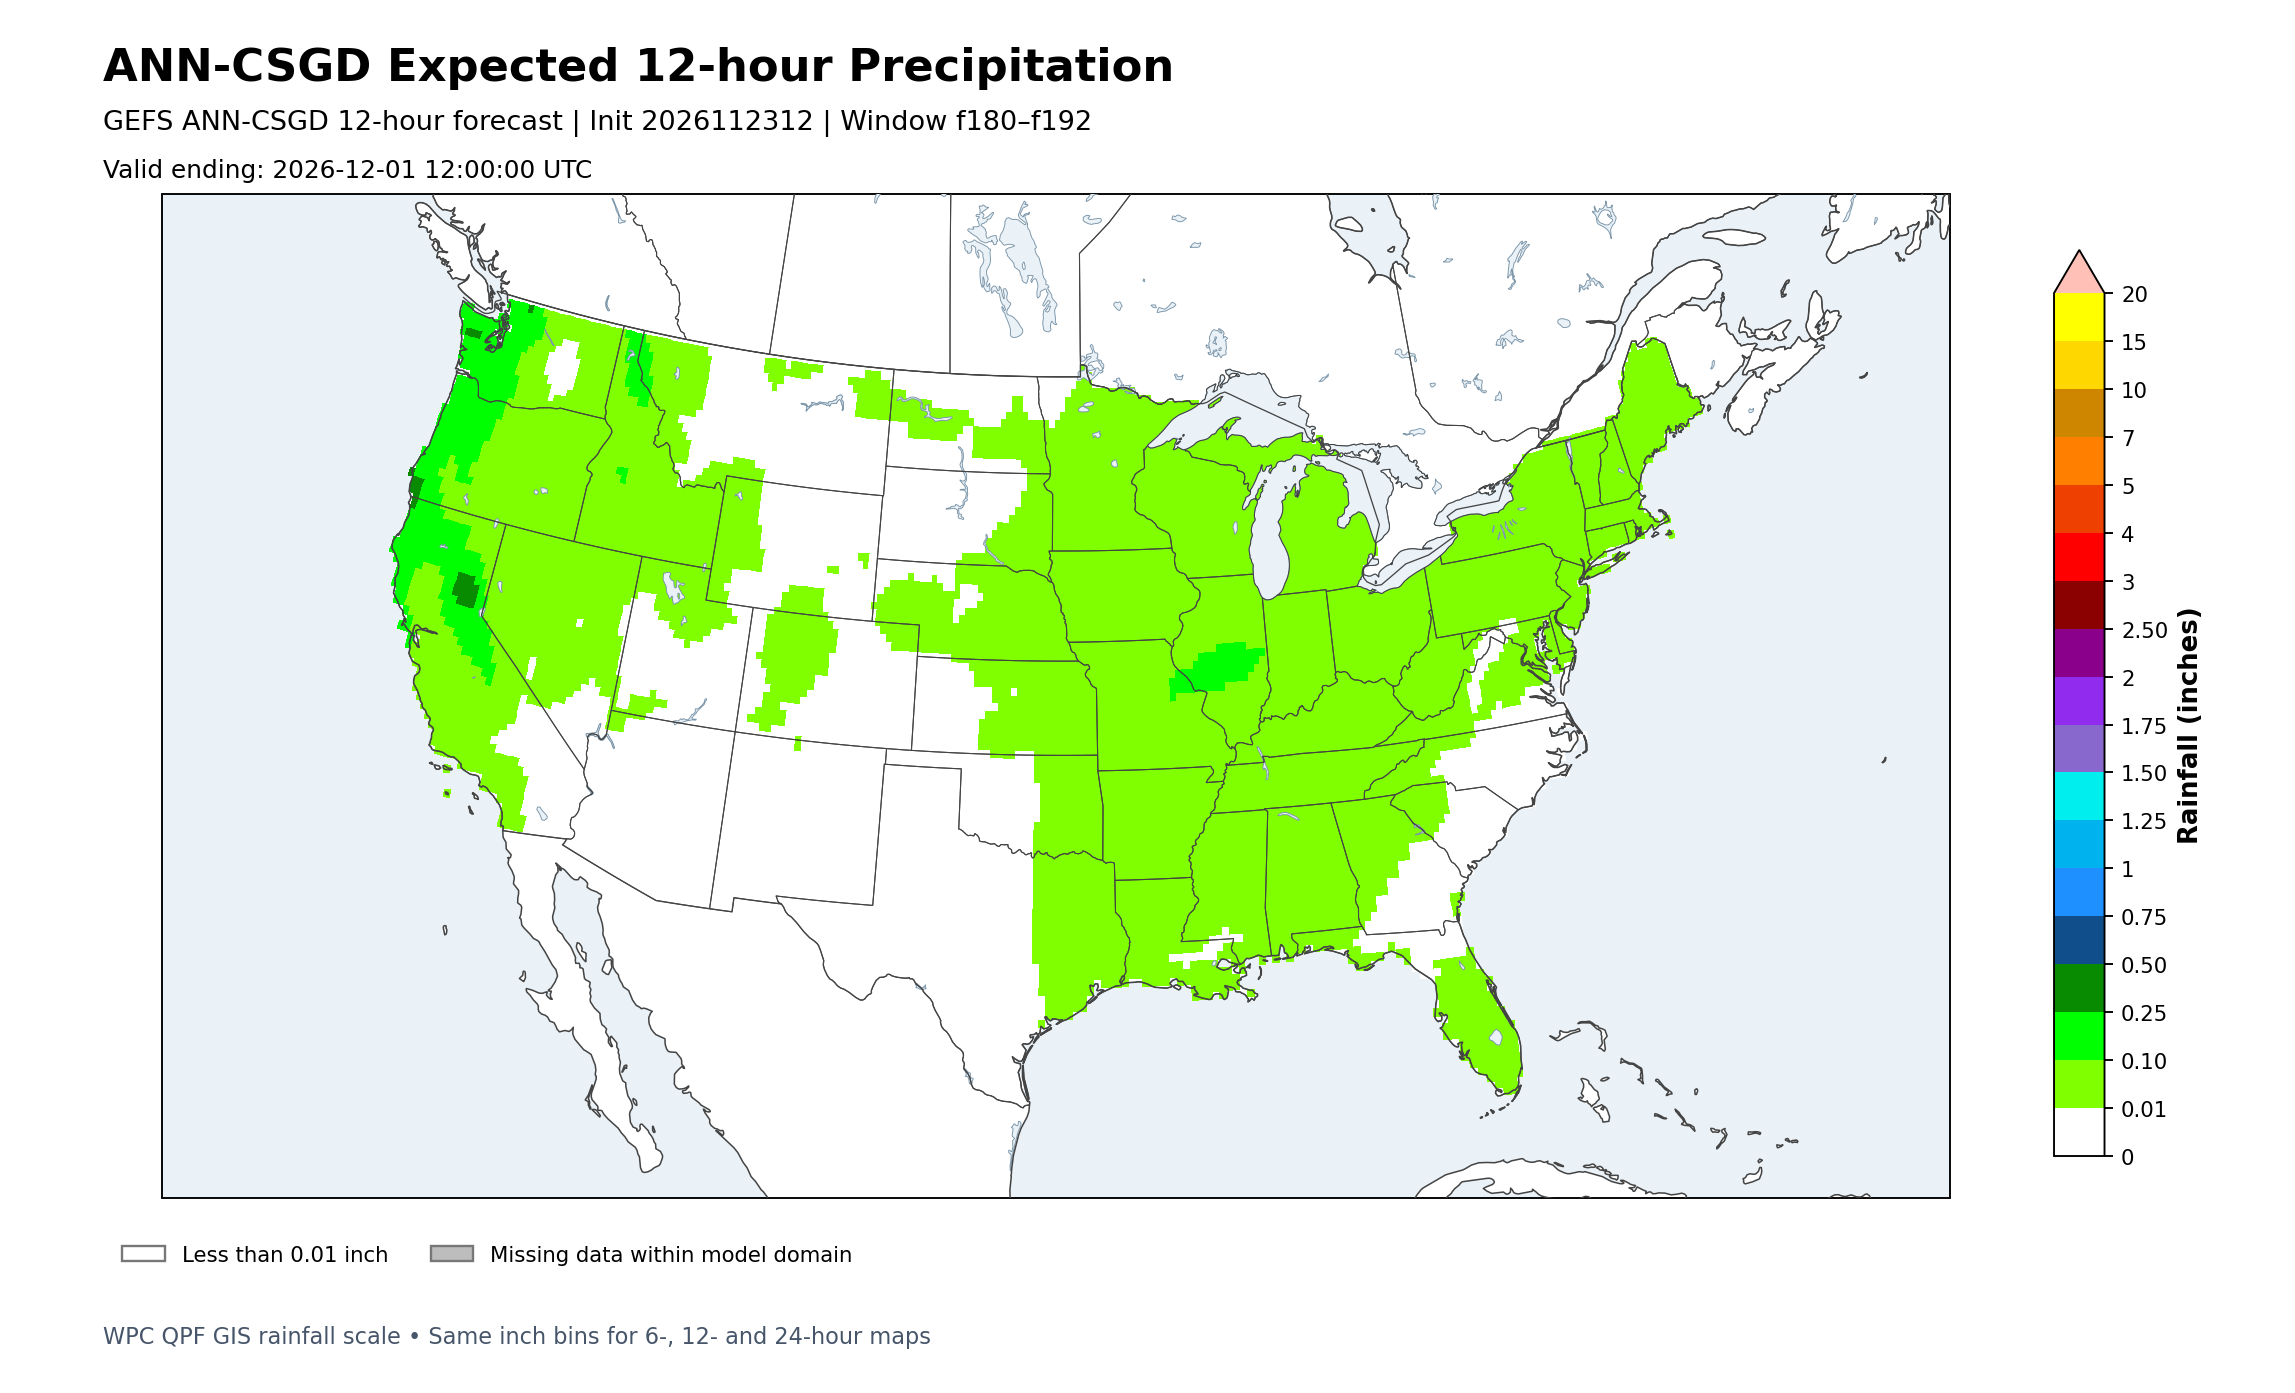 ANN-CSGD Expected 12-hour Precipitation
GEFS ANN-CSGD 12-hour forecast | Init 2026112312 | Window f180–f192
Valid ending: 2026-12-01 12:00:00 UTC
20
15
10
7
5
4
3
2.50
2
1.75
1.50
1.25
1
0.75
0.50
0.25
0.10
0.01
0
Rainfall (inches)
Less than 0.01 inch
Missing data within model domain
WPC QPF GIS rainfall scale • Same inch bins for 6-, 12- and 24-hour maps